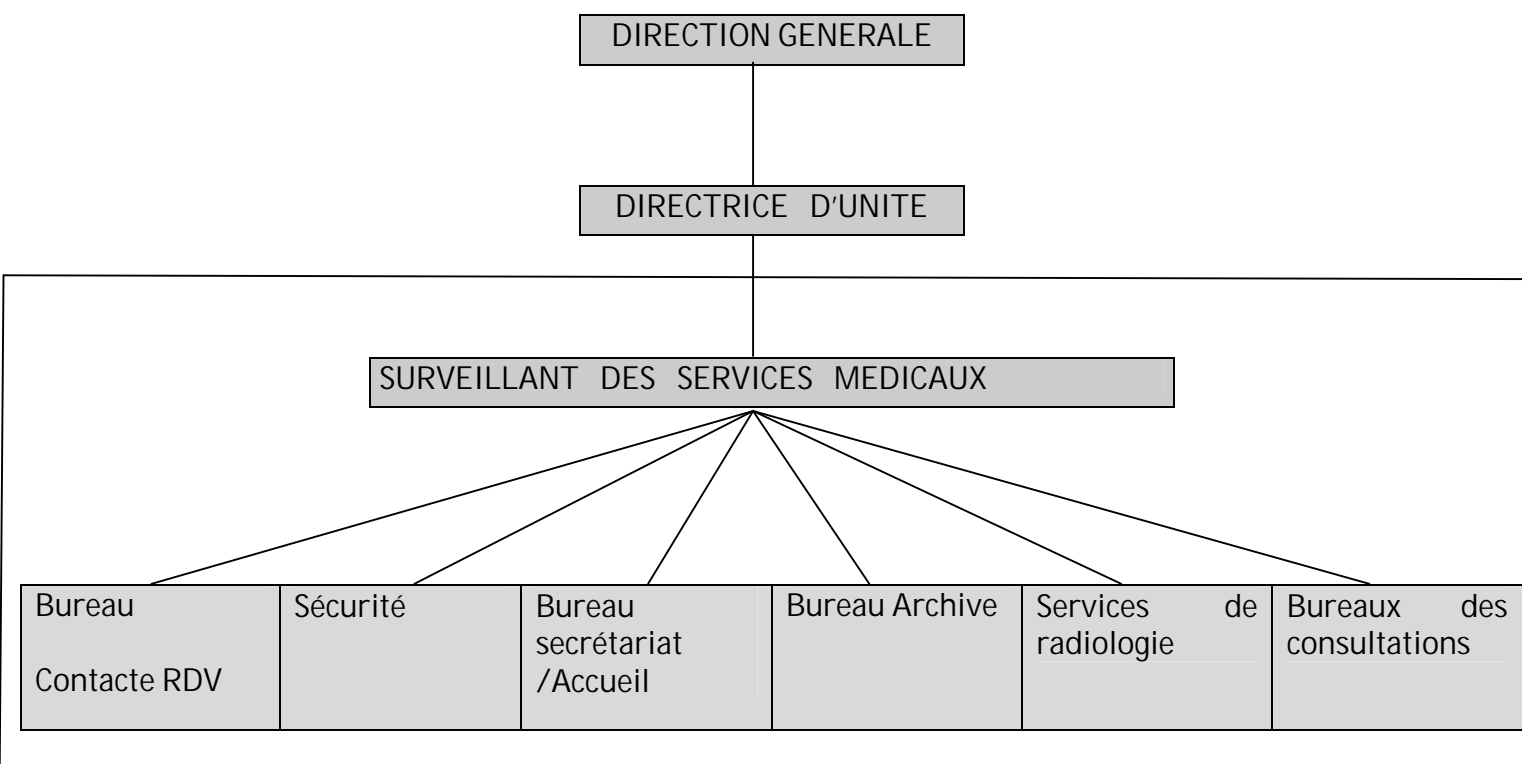 DIRECTION GENERALE
DIRECTRICE D'UNITE
SURVEILLANT DES SERVICES MEDICAUX
Bureau
Contacte RDV
Sécurité
Bureau
secrétariat
/Accueil
Bureau Archive
Services de
radiologie
Bureaux des
consultations